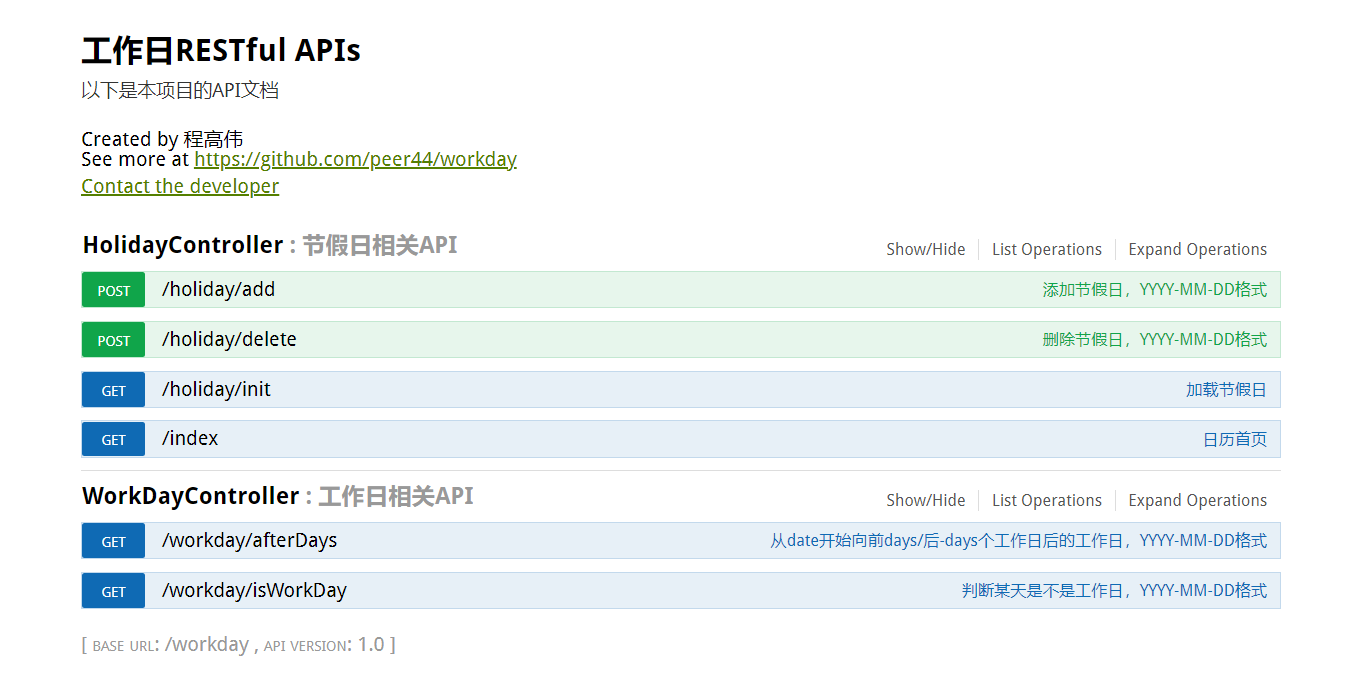 工作日RESTful APIs
以下是本项目的API文档
Created by 程高伟
See more at https://github.com/peer44/workday
Contact the developer
HolidayController : 节假日相关API Show/Hide List Operations Expand Operations
POST /holiday/add 添加节假日，YYYY-MM-DD格式
POST /holiday/delete 删除节假日，YYYY-MM-DD格式
GET /holiday/init 加载节假日
GET /index 日历首页
WorkDayController : 工作日相关API Show/Hide List Operations Expand Operations
GET /workday/afterDays 从date开始向前days/后-days个工作日后的工作日，YYYY-MM-DD格式
GET /workday/isWorkDay 判断某天是不是工作日，YYYY-MM-DD格式
[ BASE URL: /workday , API VERSION: 1.0 ]